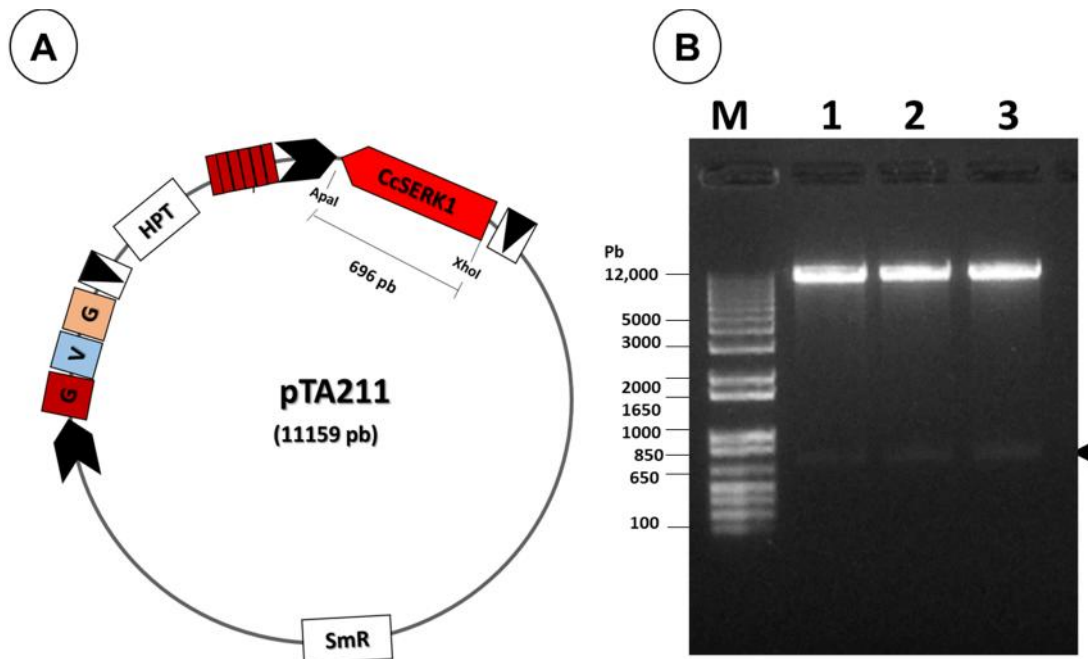 A
B
M 1 2 3
CcSERK1
ApaI
XhoI
696 pb
HPT
G
V
G
pTA211
(11159 pb)
SmR
Pb
12,000
5000
3000
2000
1650
1000
850
650
100